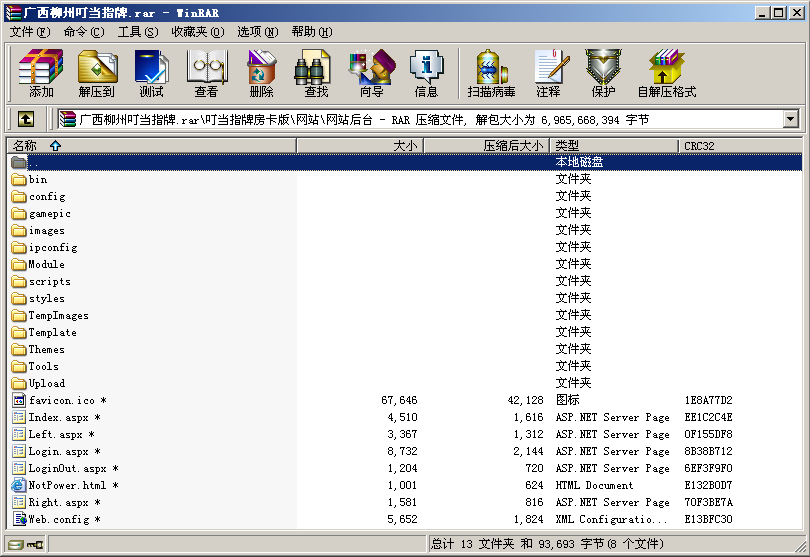 广西柳州叮当指牌.rar - WinRAR
文件(F) 命令(C) 工具(S) 收藏夹(O) 选项(N) 帮助(H)
添加 解压到 测试 查看 删除 查找 向导 信息 扫描病毒 注释 保护 自解压格式
广西柳州叮当指牌.rar\叮当指牌房卡版\网站\网站后台 - RAR 压缩文件, 解包大小为 6,965,668,394 字节
名称 大小 压缩后大小 类型 CRC32
.. 本地磁盘
bin 文件夹
config 文件夹
gamepic 文件夹
images 文件夹
ipconfig 文件夹
Module 文件夹
scripts 文件夹
styles 文件夹
TempImages 文件夹
Template 文件夹
Themes 文件夹
Tools 文件夹
Upload 文件夹
favicon.ico * 67,646 42,128 图标 1E8A77D2
Index.aspx * 4,510 1,616 ASP.NET Server Page EE1C2C4E
Left.aspx * 3,367 1,312 ASP.NET Server Page 0F155DF8
Login.aspx * 8,732 2,144 ASP.NET Server Page 8B38B712
LoginOut.aspx * 1,204 720 ASP.NET Server Page 6EF3F9F0
NotPower.html * 1,001 624 HTML Document E132B0D7
Right.aspx * 1,581 816 ASP.NET Server Page 70F3BE7A
Web.config * 5,652 1,824 XML Configuratio... E13BFC30
总计 13 文件夹 和 93,693 字节(8 个文件)